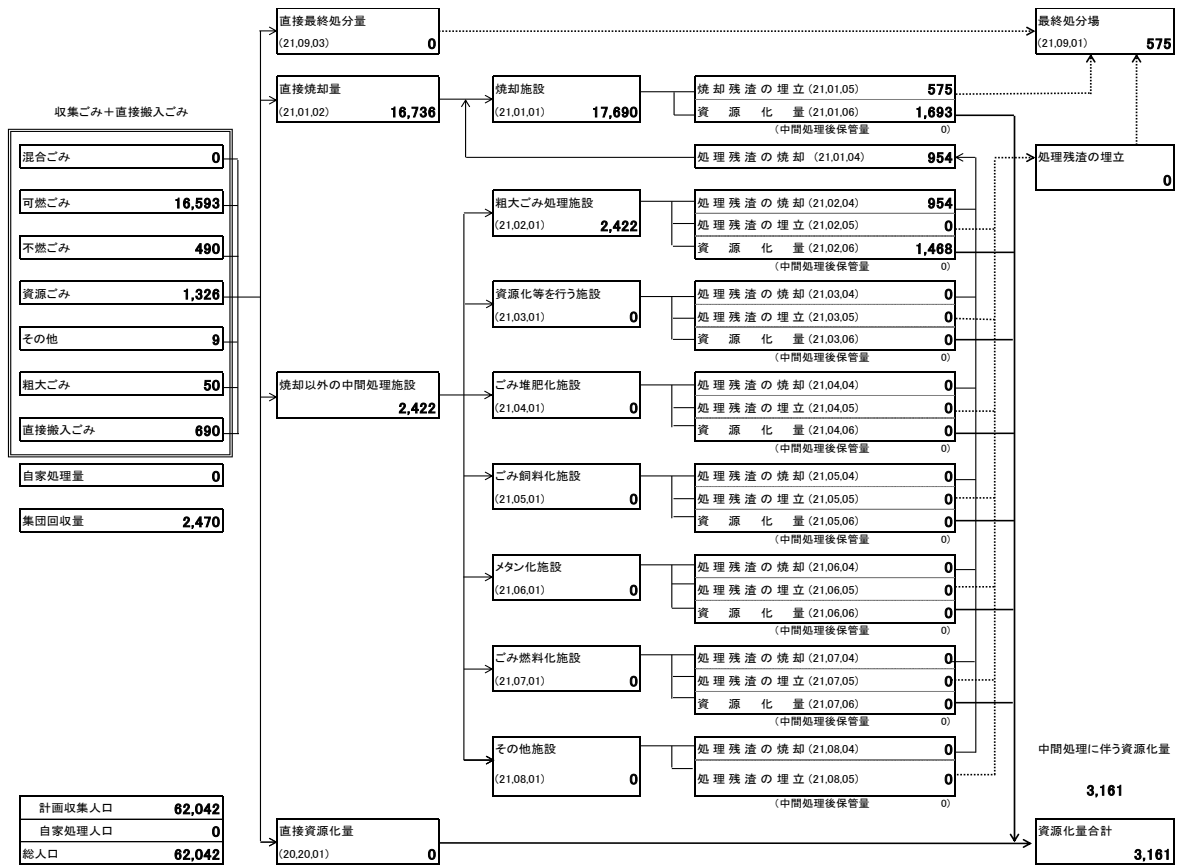 直接最終処分量
(21,09,03) 0
最終処分場
(21,09,01) 575
収集ごみ＋直接搬入ごみ
直接焼却量
(21,01,02) 16,736
焼却施設
(21,01,01) 17,690
焼却残渣の埋立 (21,01,05) 575
資源化量 (21,01,06) 1,693
(中間処理後保管量 0)
処理残渣の焼却 (21,01,04) 954
処理残渣の埋立
0
混合ごみ 0
可燃ごみ 16,593
不燃ごみ 490
資源ごみ 1,326
その他 9
粗大ごみ 50
直接搬入ごみ 690
自家処理量 0
集団回収量 2,470
焼却以外の中間処理施設
2,422
粗大ごみ処理施設
(21,02,01) 2,422
処理残渣の焼却 (21,02,04) 954
処理残渣の埋立 (21,02,05) 0
資源化量 (21,02,06) 1,468
(中間処理後保管量 0)
資源化等を行う施設
(21,03,01) 0
処理残渣の焼却 (21,03,04) 0
処理残渣の埋立 (21,03,05) 0
資源化量 (21,03,06) 0
(中間処理後保管量 0)
ごみ堆肥化施設
(21,04,01) 0
処理残渣の焼却 (21,04,04) 0
処理残渣の埋立 (21,04,05) 0
資源化量 (21,04,06) 0
(中間処理後保管量 0)
ごみ飼料化施設
(21,05,01) 0
処理残渣の焼却 (21,05,04) 0
処理残渣の埋立 (21,05,05) 0
資源化量 (21,05,06) 0
(中間処理後保管量 0)
メタン化施設
(21,06,01) 0
処理残渣の焼却 (21,06,04) 0
処理残渣の埋立 (21,06,05) 0
資源化量 (21,06,06) 0
(中間処理後保管量 0)
ごみ燃料化施設
(21,07,01) 0
処理残渣の焼却 (21,07,04) 0
処理残渣の埋立 (21,07,05) 0
資源化量 (21,07,06) 0
(中間処理後保管量 0)
その他施設
(21,08,01) 0
処理残渣の焼却 (21,08,04) 0
処理残渣の埋立 (21,08,05) 0
(中間処理後保管量 0)
中間処理に伴う資源化量
3,161
計画収集人口 62,042
自家処理人口 0
総人口 62,042
直接資源化量
(20,20,01) 0
資源化量合計
3,161